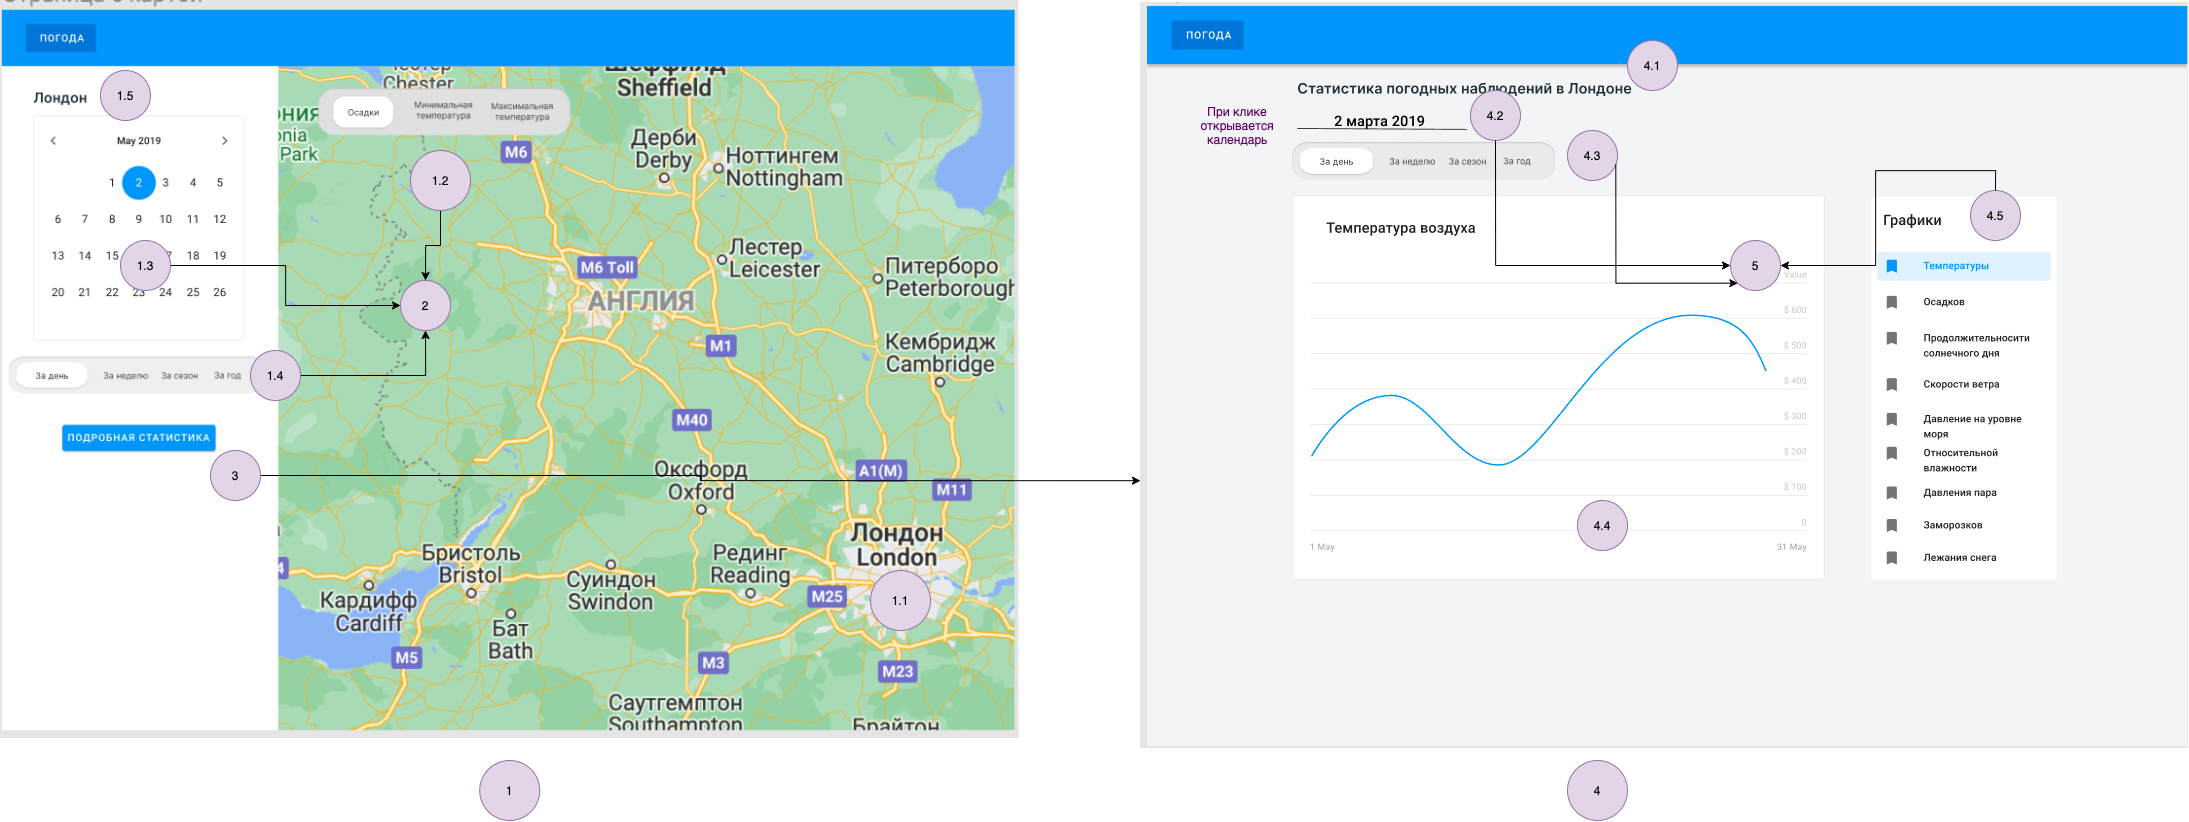 Страница с картой
ПОГОДА
1.5
Лондон
May 2019
1 2 3 4 5
6 7 8 9 10 11 12
13 14 15 1.3 18 19
20 21 22 23 24 25 26
За день За неделю За сезон За год
1.4
ПОДРОБНАЯ СТАТИСТИКА
3
Chester
Шеффилд
Sheffield
Осадки
Минимальная
температура
Максимальная
температура
Park
Дерби
Derby
M6
Ноттингем
Nottingham
1.2
Лестер
Leicester
M6 Toll
Питерборо
Peterborough
2
АНГЛИЯ
M1
Кембридж
Cambridge
M40
Оксфорд
Oxford
A1(M)
M11
Лондон
London
Бристоль
Bristol
Рединг
Reading
4
Суиндон
Swindon
Кардифф
Cardiff
M25
1.1
Бат
Bath
M5
M3
M23
Саутгемптон
Southampton
Брайтон
1
ПОГОДА
4.1
Статистика погодных наблюдений в Лондоне
При клике
открывается
календарь
2 марта 2019
4.2
За день За неделю За сезон За год
4.3
Температура воздуха
5
Value
$ 600
$ 500
$ 400
$ 300
$ 200
$ 100
0
4.4
1 May 31 May
Графики
4.5
Температуры
Осадков
Продолжительносити
солнечного дня
Скорости ветра
Давление на уровне
моря
Относительной
влажности
Давления пара
Заморозков
Лежания снега
4